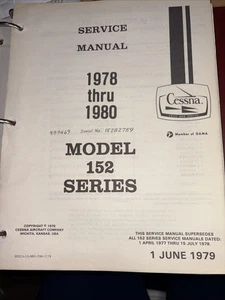 SERVICE
MANUAL
1978
thru
1980
Cessna
Member of GAMA
Serial No. 15282789
MODEL
152
SERIES
COPYRIGHT © 1979
CESSNA AIRCRAFT COMPANY
WICHITA, KANSAS, USA
THIS SERVICE MANUAL SUPERSEDES
ALL 152 SERIES SERVICE MANUALS DATED:
1 APRIL 1977 THRU 15 JULY 1978.
1 JUNE 1979